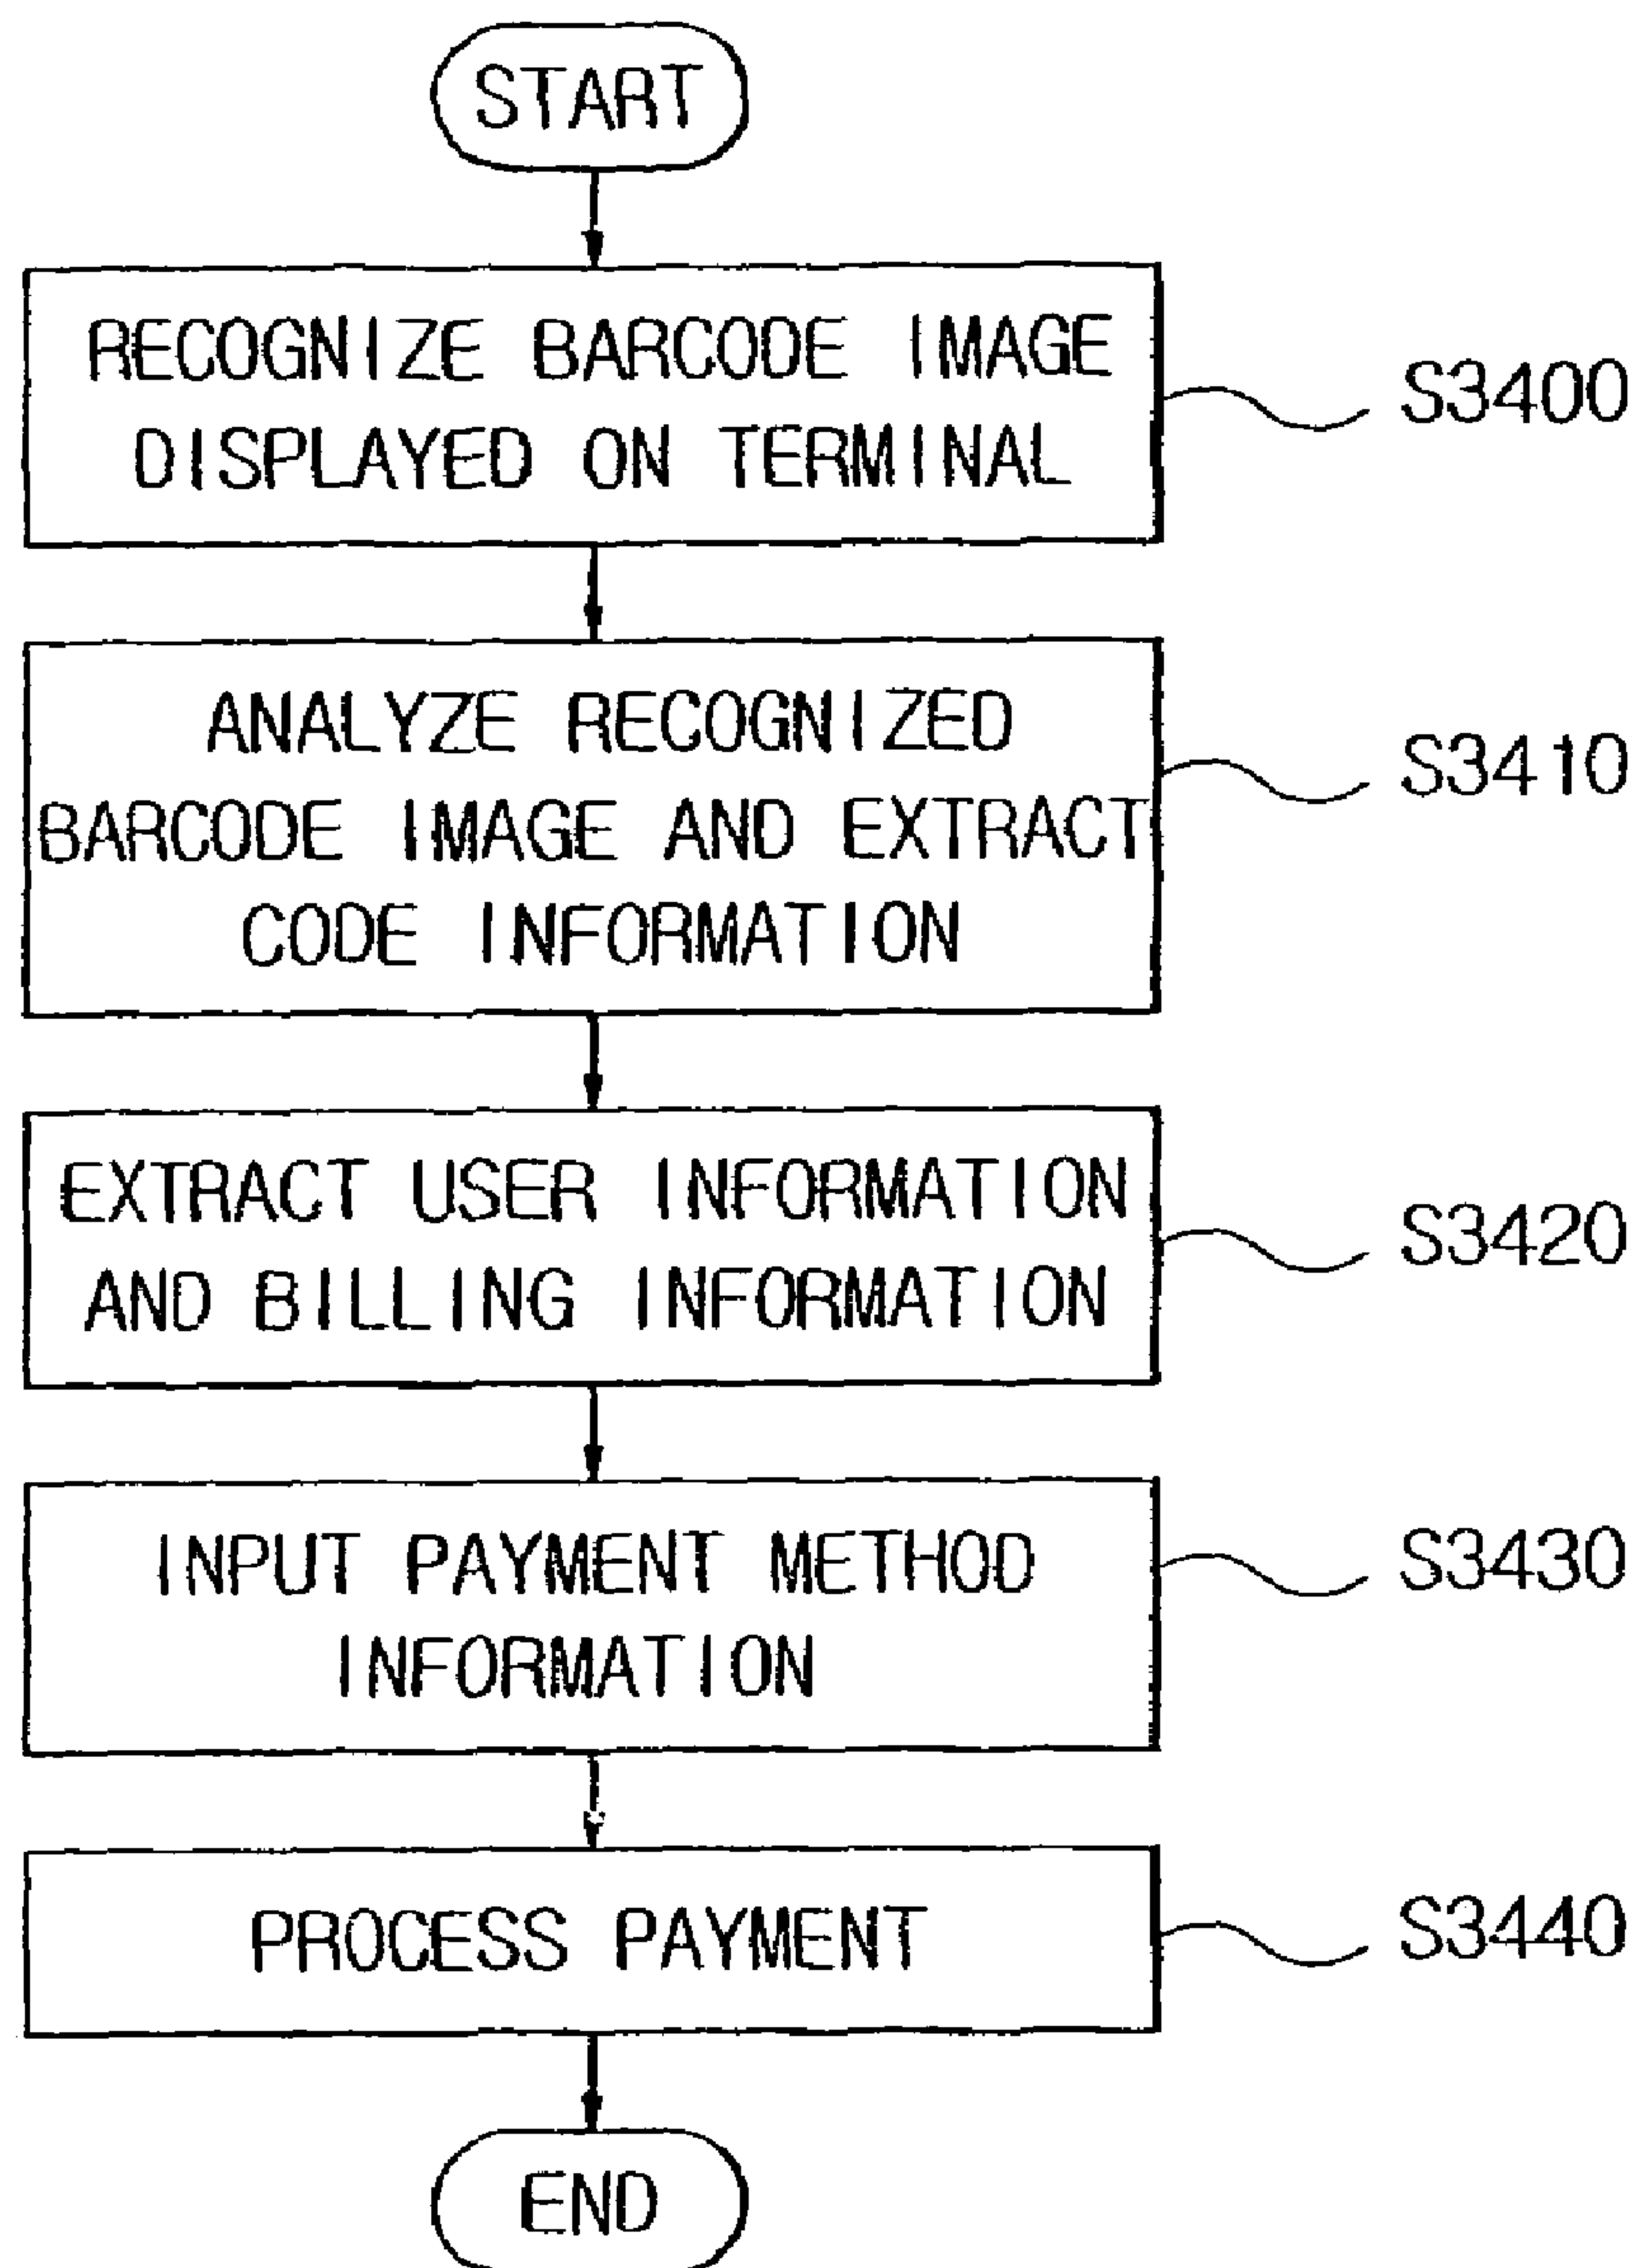 START
RECOGNIZE BARCODE IMAGE
DISPLAYED ON TERMINAL
S3400
ANALYZE RECOGNIZED
BARCODE IMAGE AND EXTRACT
CODE INFORMATION
S3410
EXTRACT USER INFORMATION
AND BILLING INFORMATION
S3420
INPUT PAYMENT METHOD
INFORMATION
S3430
PROCESS PAYMENT
S3440
END